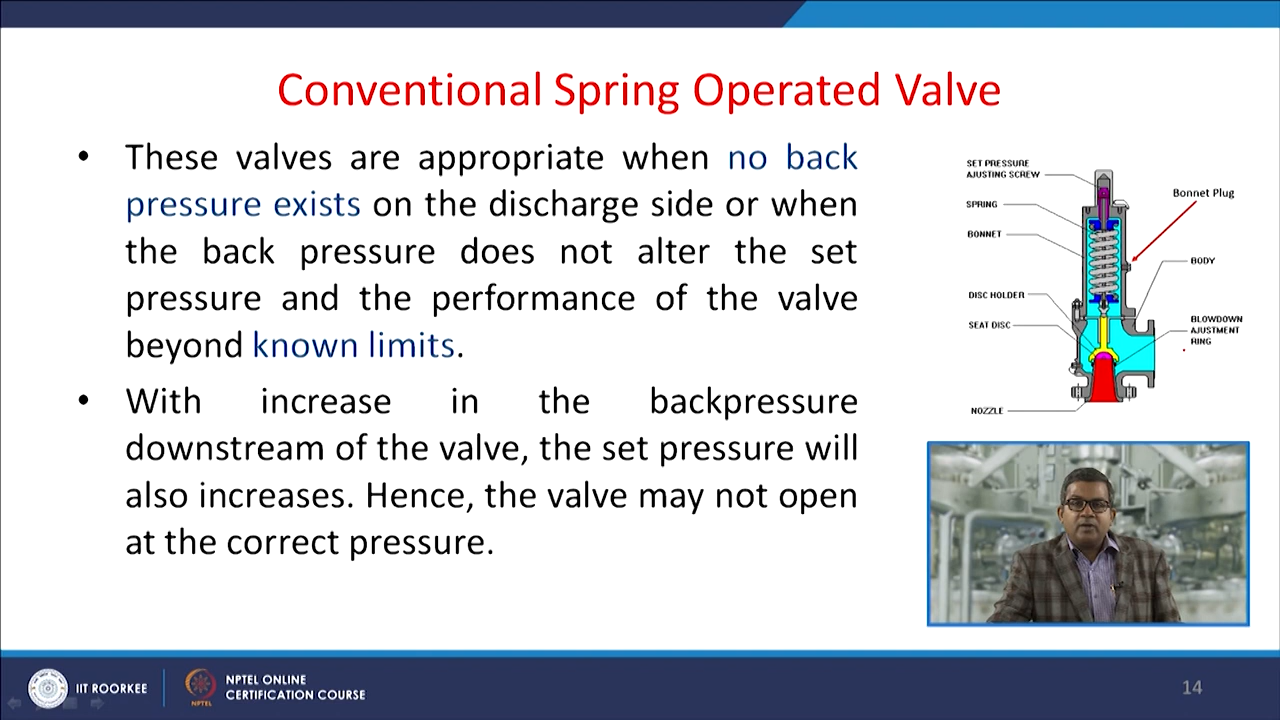 Conventional Spring Operated Valve
• These valves are appropriate when no back
pressure exists on the discharge side or when
the back pressure does not alter the set
pressure and the performance of the valve
beyond known limits.
• With increase in the backpressure
downstream of the valve, the set pressure will
also increases. Hence, the valve may not open
at the correct pressure.
SET PRESSURE
AJUSTING SCREW
SPRING
BONNET
DISC HOLDER
SEAT DISC
NOZZLE
Bonnet Plug
BODY
BLOWDOWN
AJUSTMENT
RING
IIT ROORKEE
NPTEL
NPTEL ONLINE
CERTIFICATION COURSE
14